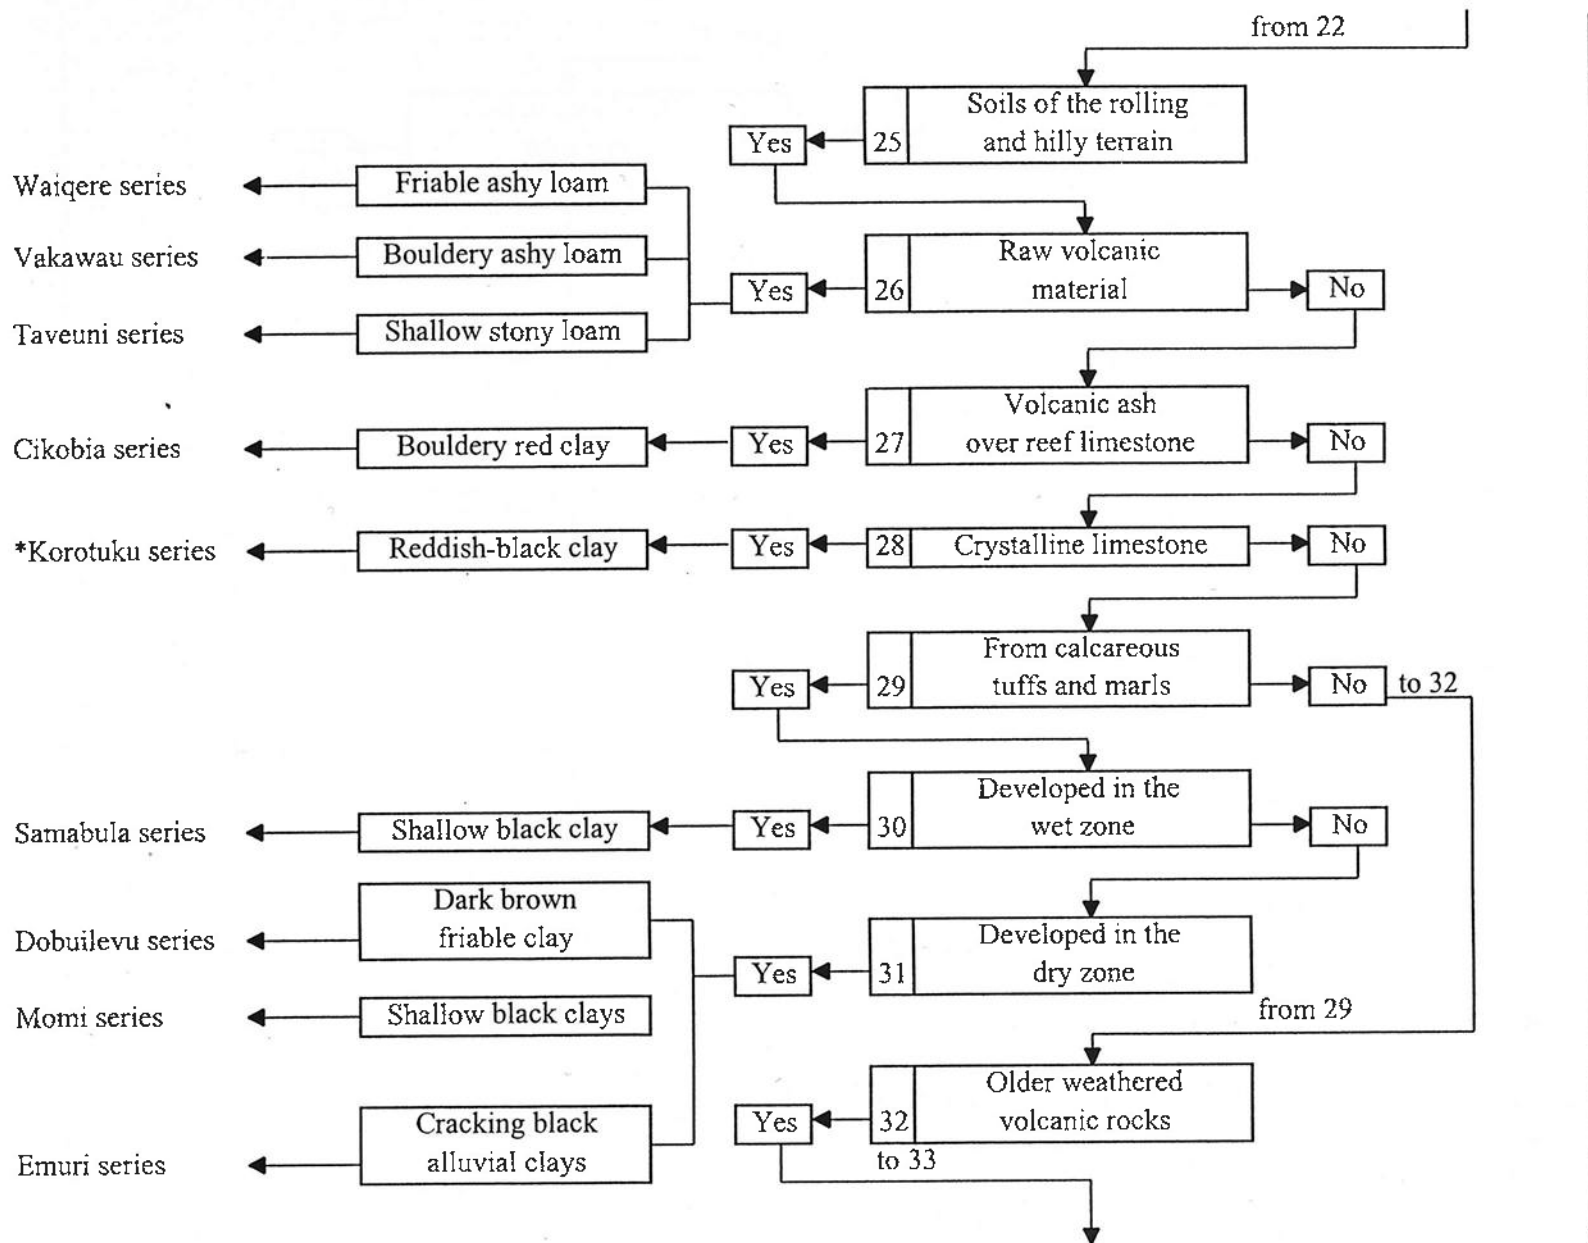 from 22
25 Soils of the rolling
and hilly terrain
Yes
Waiqere series
Friable ashy loam
Vakawau series
Bouldery ashy loam
Taveuni series
Shallow stony loam
Yes
26 Raw volcanic
material
No
Cikobia series
Bouldery red clay
Yes
27 Volcanic ash
over reef limestone
No
*Korotuku series
Reddish-black clay
Yes
28 Crystalline limestone
No
Yes
29 From calcareous
tuffs and marls
No
to 32
Samabula series
Shallow black clay
Yes
30 Developed in the
wet zone
No
Dobuilevu series
Dark brown
friable clay
Momi series
Shallow black clays
Emuri series
Cracking black
alluvial clays
Yes
31 Developed in the
dry zone
from 29
Yes
32 Older weathered
volcanic rocks
to 33